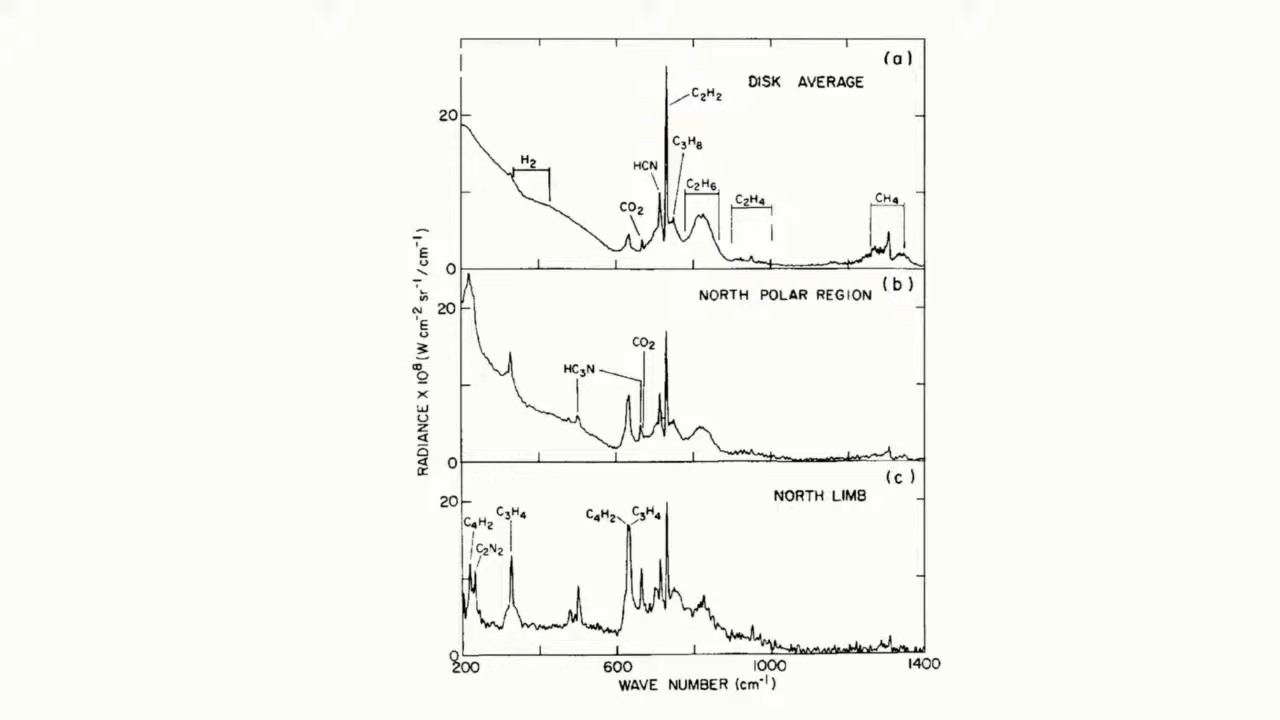 (a)
DISK AVERAGE
C₂H₂
20
C₃H₈
H₂
HCN
C₂H₆
C₂H₄
CH₄
CO₂
0
(b)
NORTH POLAR REGION
20
CO₂
HC₃N
RADIANCE X 10⁸ (W cm⁻² sr⁻¹/cm⁻¹)
0
(c)
NORTH LIMB
20
C₄H₂
C₃H₄
C₄H₂
C₃H₄
C₂N₂
0
200
600
1000
1400
WAVE NUMBER (cm⁻¹)